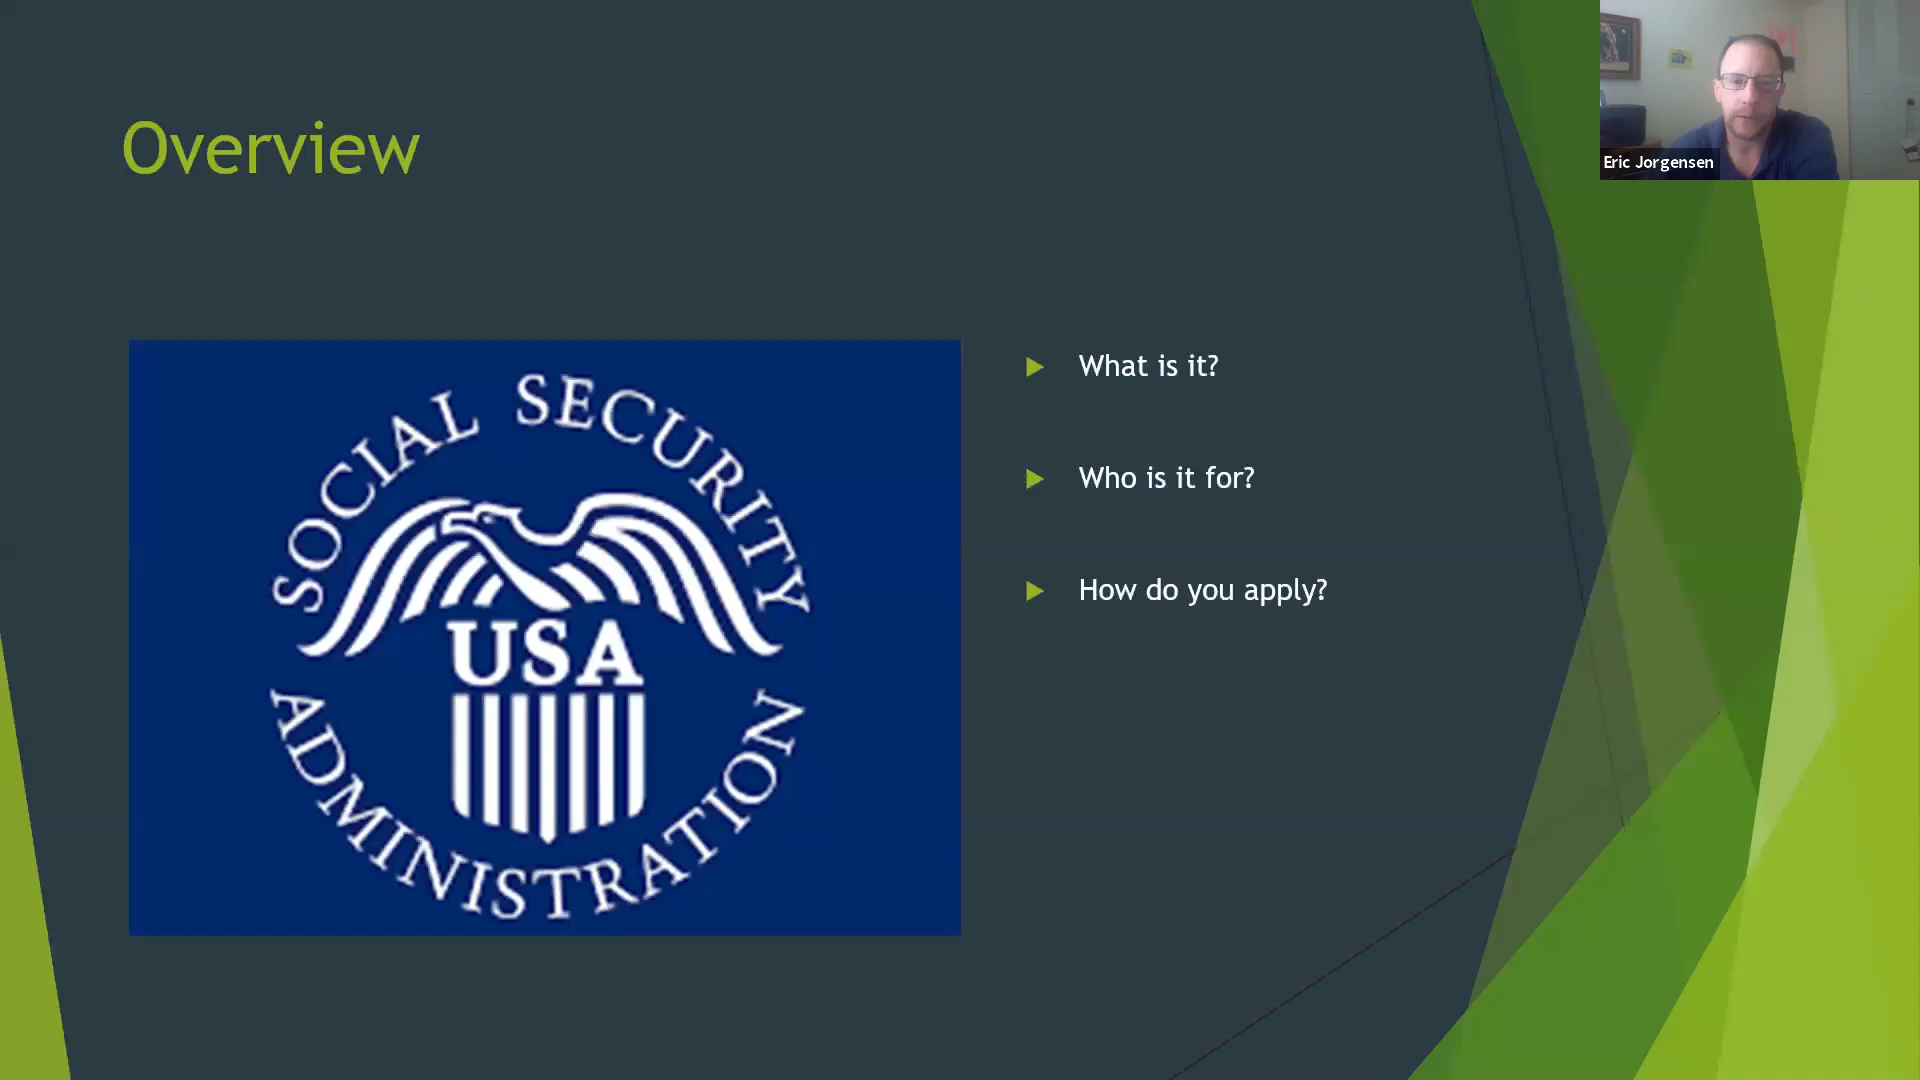 Overview
Eric Jorgensen
SOCIAL SECURITY
USA
ADMINISTRATION
What is it?
Who is it for?
How do you apply?